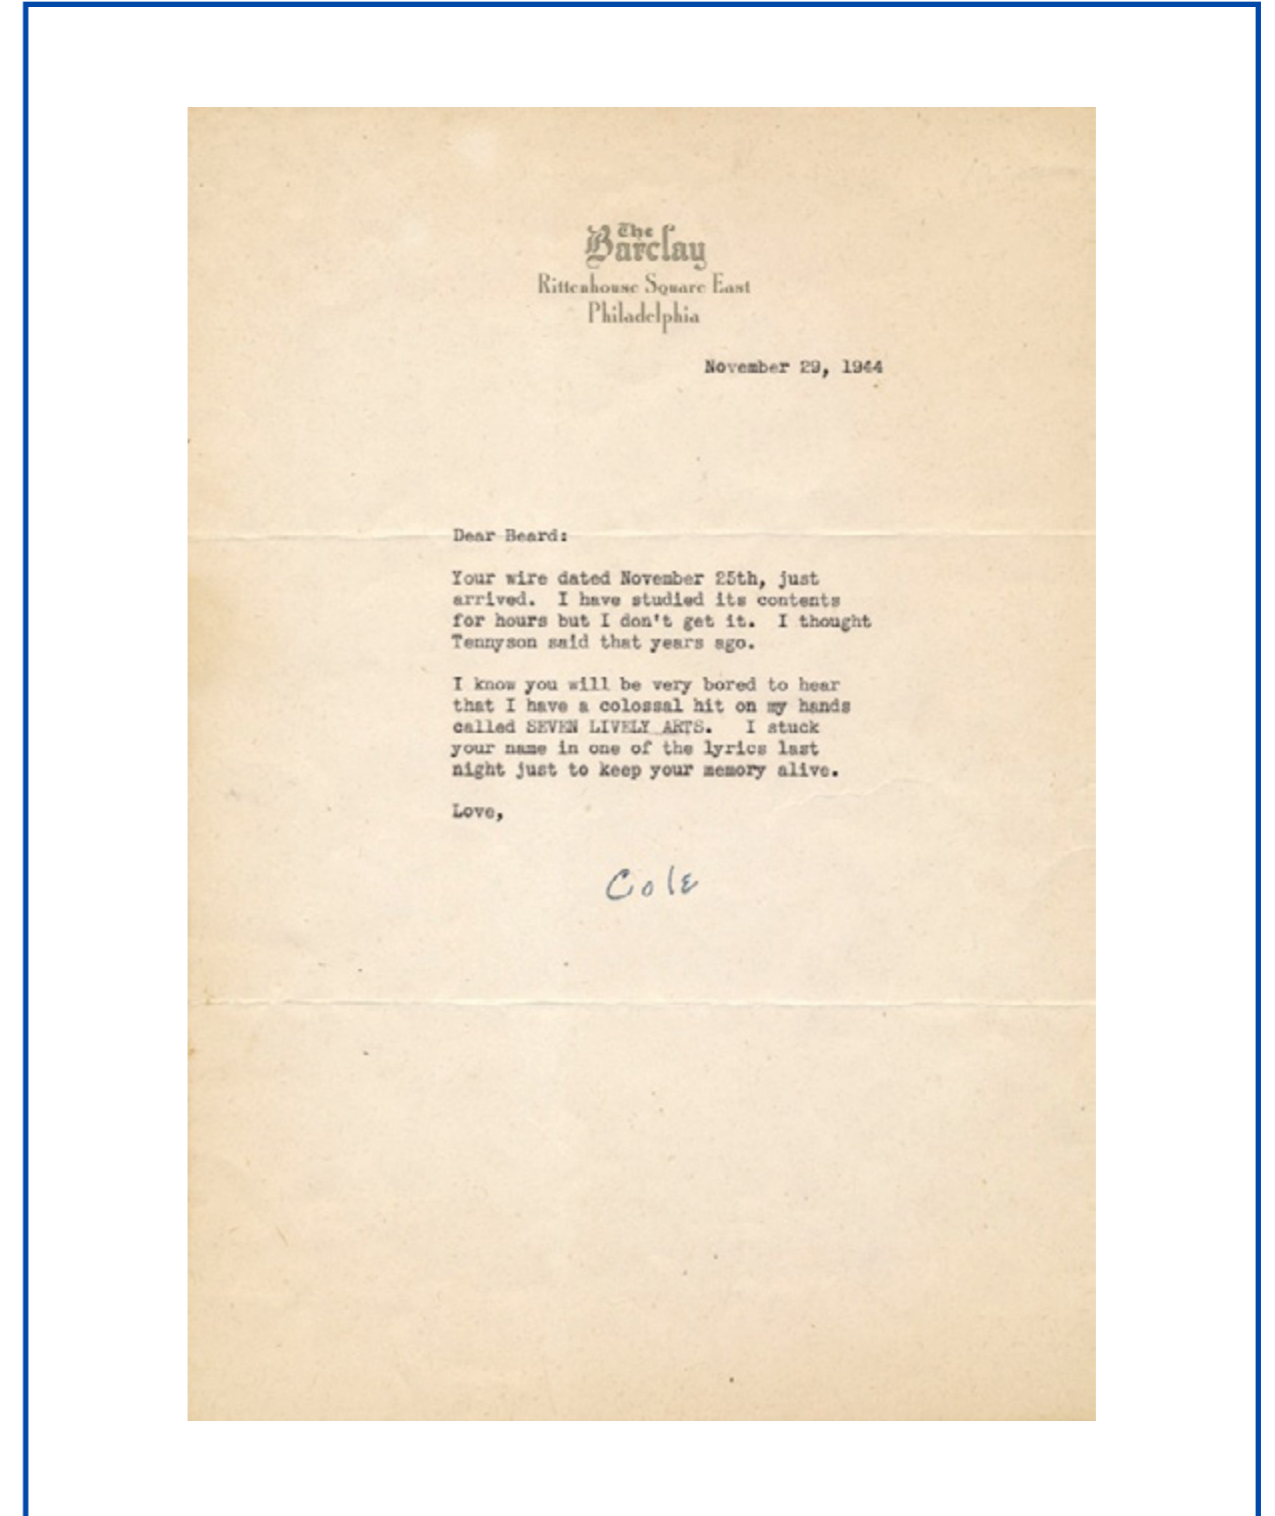 The
Barclay
Rittenhouse Square East
Philadelphia
November 29, 1944
Dear Beard:
Your wire dated November 25th, just
arrived. I have studied its contents
for hours but I don't get it. I thought
Tennyson said that years ago.
I know you will be very bored to hear
that I have a colossal hit on my hands
called SEVEN LIVELY ARTS. I stuck
your name in one of the lyrics last
night just to keep your memory alive.
Love,
Cole